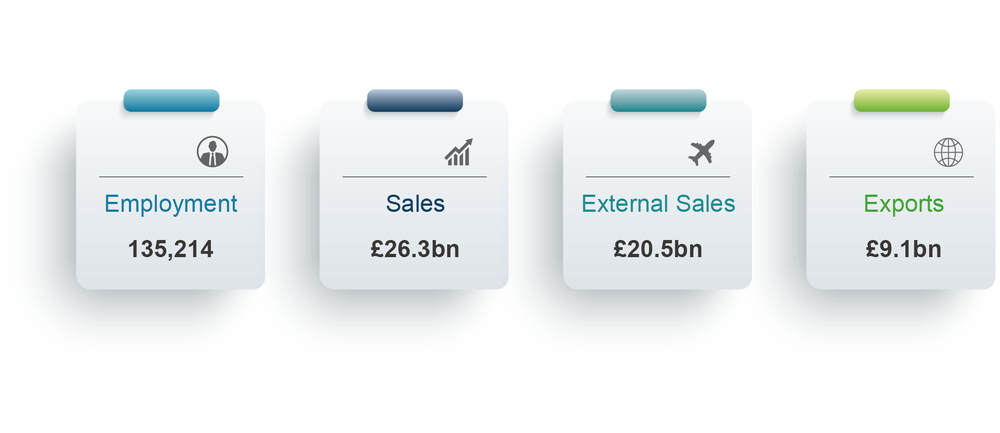 Employment
135,214
Sales
£26.3bn
External Sales
£20.5bn
Exports
£9.1bn